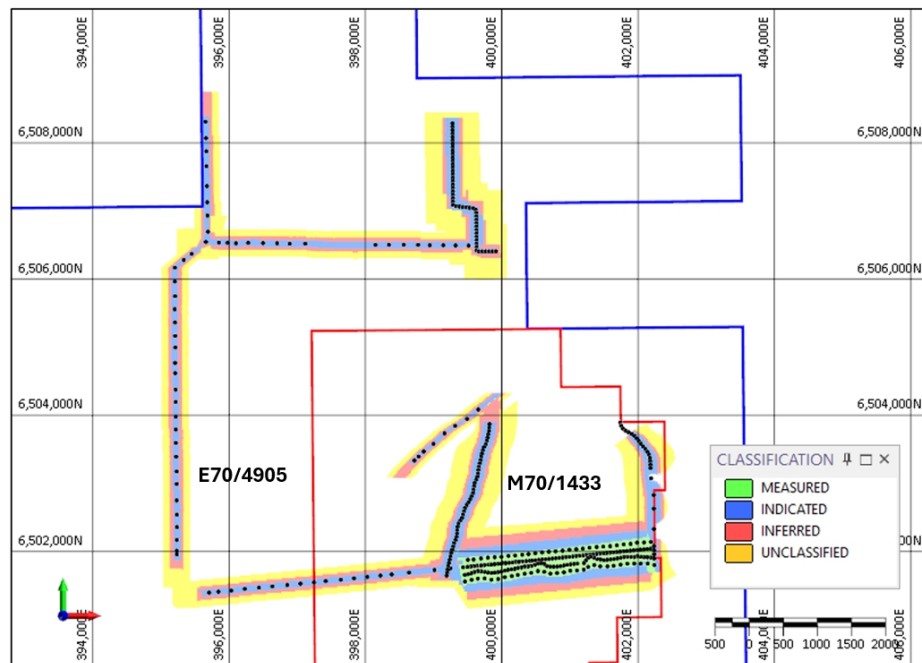 394,000E
396,000E
398,000E
400,000E
402,000E
404,000E
406,000E
6,508,000N
6,508,000N
6,506,000N
6,506,000N
6,504,000N
6,504,000N
E70/4905
M70/1433
CLASSIFICATION
MEASURED
INDICATED
INFERRED
UNCLASSIFIED
6,502,000N
00N
394,000E
396,000E
398,000E
400,000E
402,000E
404,000E
406,000E
500 0 500 1000 1500 2000